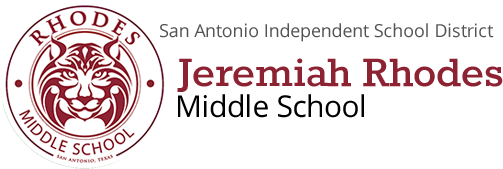 RHODES
MIDDLE SCHOOL
SAN ANTONIO, TEXAS
San Antonio Independent School District
Jeremiah Rhodes
Middle School